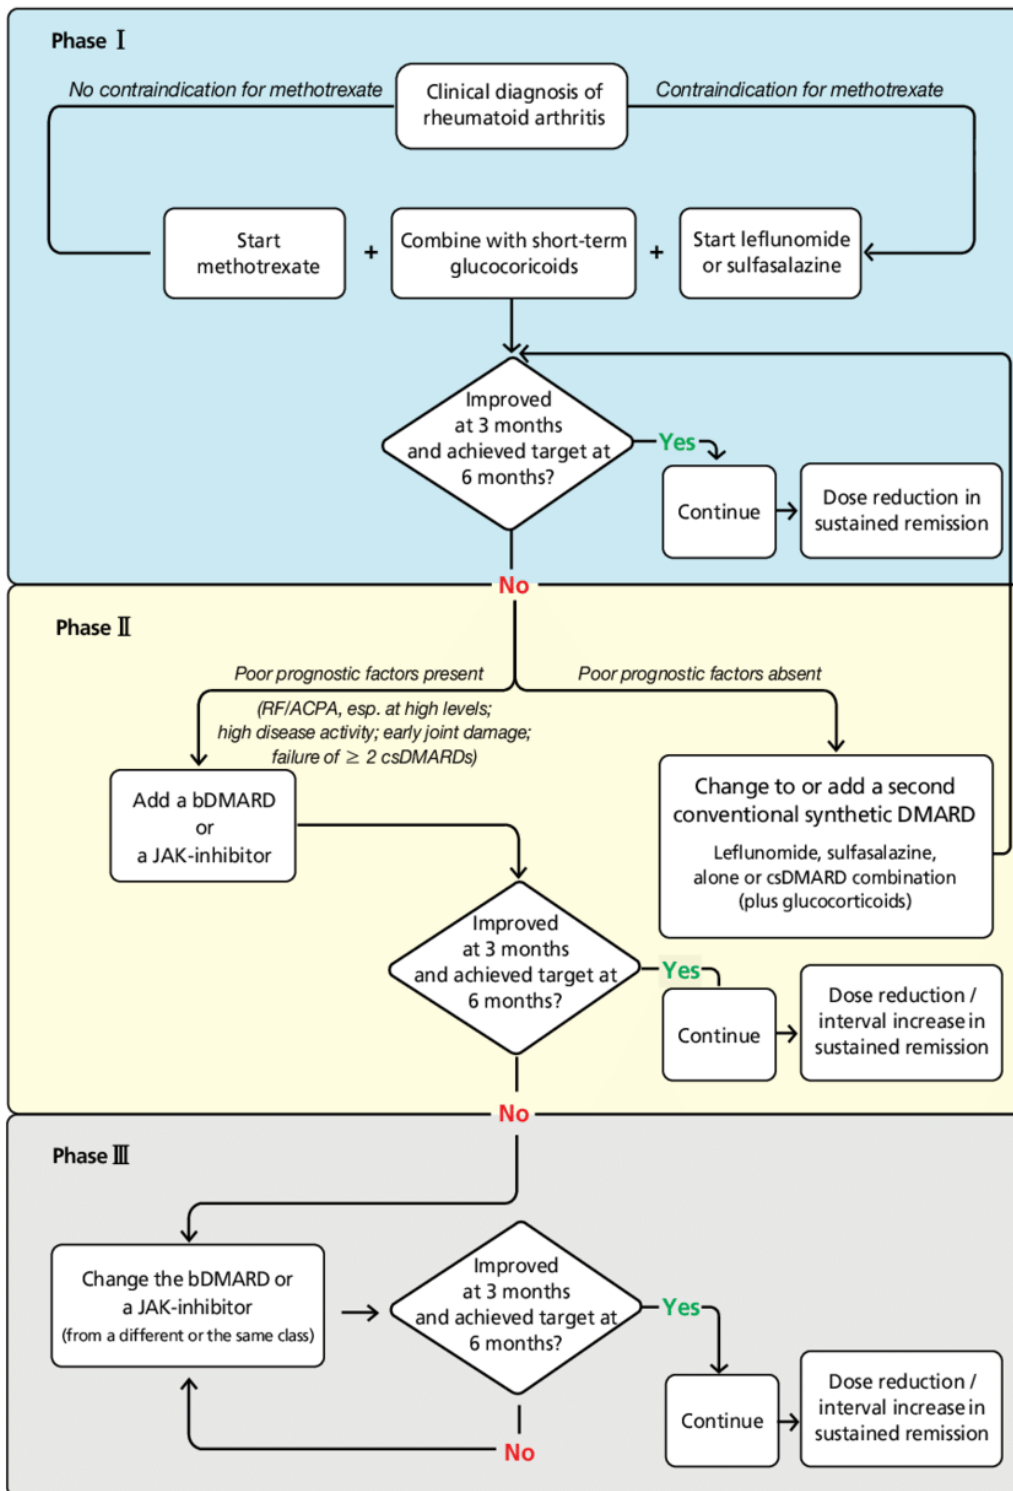 Phase Ⅰ
No contraindication for methotrexate
Clinical diagnosis of
rheumatoid arthritis
Contraindication for methotrexate
Start
methotrexate
+
Combine with short-term
glucocoricoids
+
Start leflunomide
or sulfasalazine
Improved
at 3 months
and achieved target at
6 months?
Yes
Continue
Dose reduction in
sustained remission
No
Phase Ⅱ
Poor prognostic factors present
(RF/ACPA, esp. at high levels;
high disease activity; early joint damage;
failure of ≥ 2 csDMARDs)
Poor prognostic factors absent
Add a bDMARD
or
a JAK-inhibitor
Change to or add a second
conventional synthetic DMARD
Leflunomide, sulfasalazine,
alone or csDMARD combination
(plus glucocorticoids)
Improved
at 3 months
and achieved target at
6 months?
Yes
Continue
Dose reduction /
interval increase in
sustained remission
No
Phase Ⅲ
Change the bDMARD or
a JAK-inhibitor
(from a different or the same class)
Improved
at 3 months
and achieved target at
6 months?
Yes
Continue
Dose reduction /
interval increase in
sustained remission
No